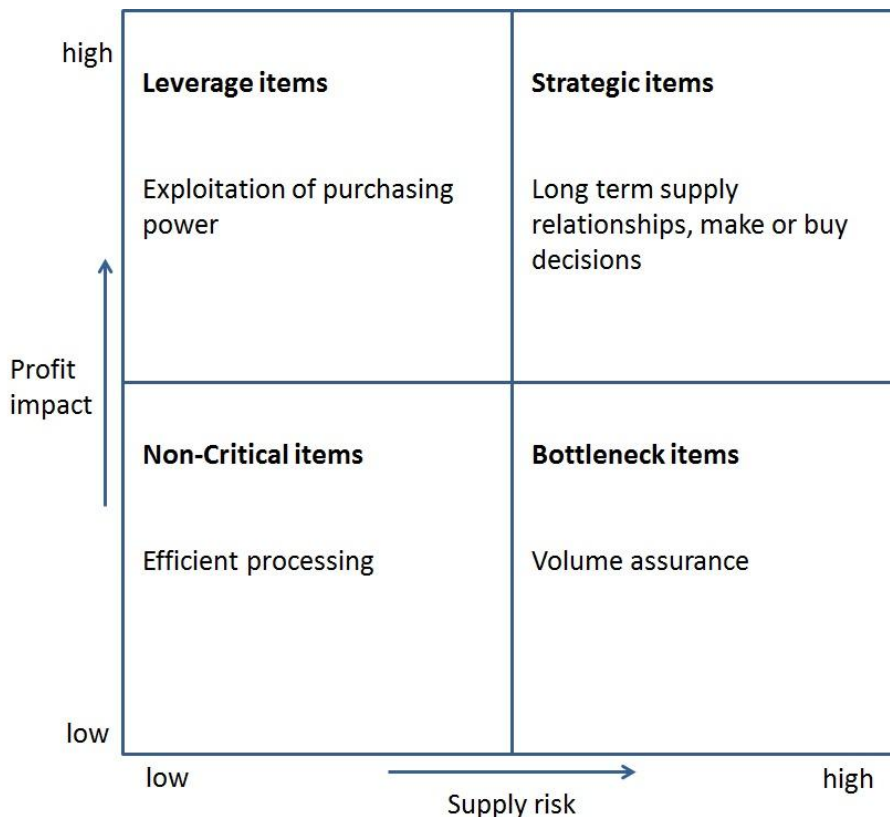 high
Leverage items
Strategic items
Exploitation of purchasing
power
Long term supply
relationships, make or buy
decisions
Profit
impact
Non-Critical items
Bottleneck items
Efficient processing
Volume assurance
low
low
high
Supply risk